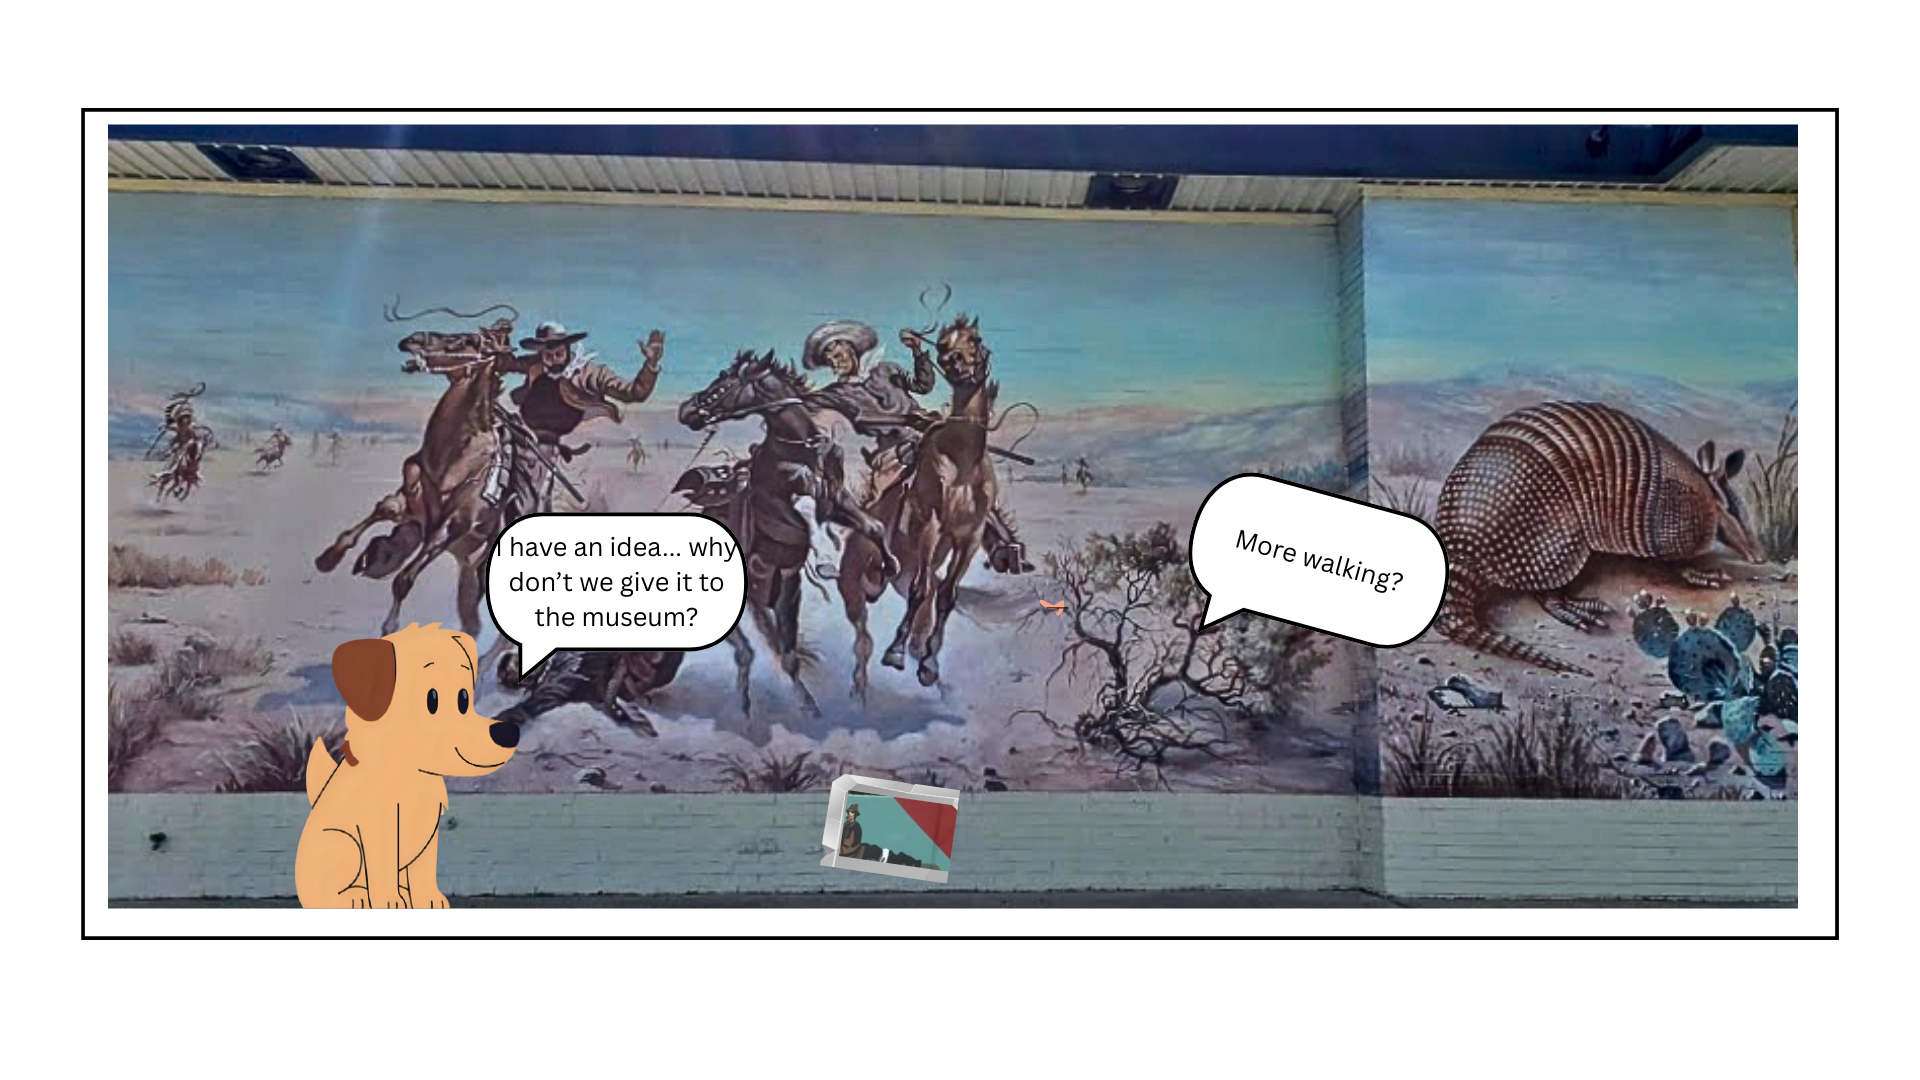 I have an idea... why
don’t we give it to
the museum?
More walking?